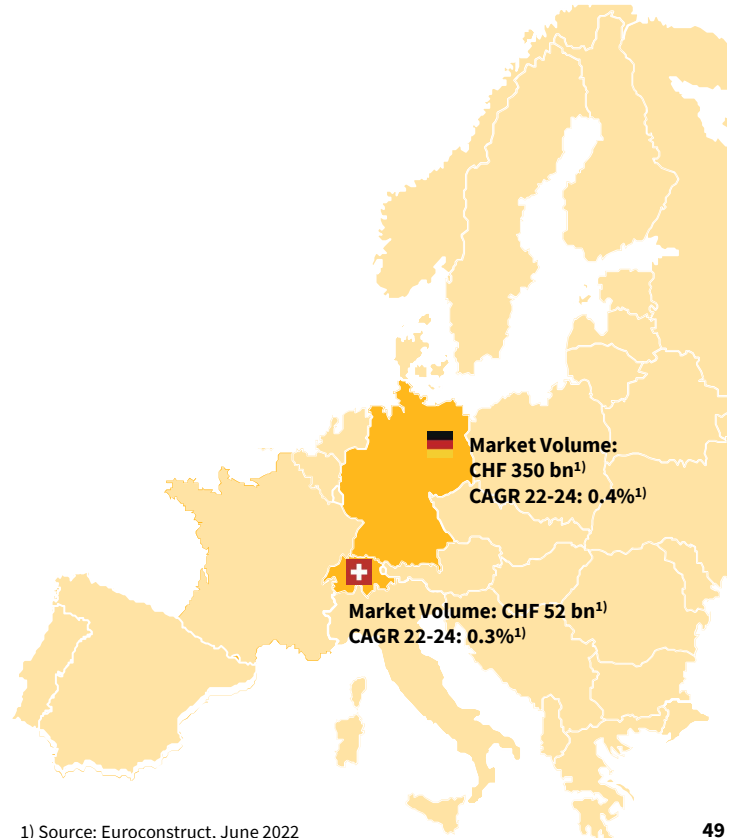 Market Volume:
CHF 350 bn¹⁾
CAGR 22-24: 0.4%¹⁾
Market Volume: CHF 52 bn¹⁾
CAGR 22-24: 0.3%¹⁾
1) Source: Euroconstruct, June 2022
49